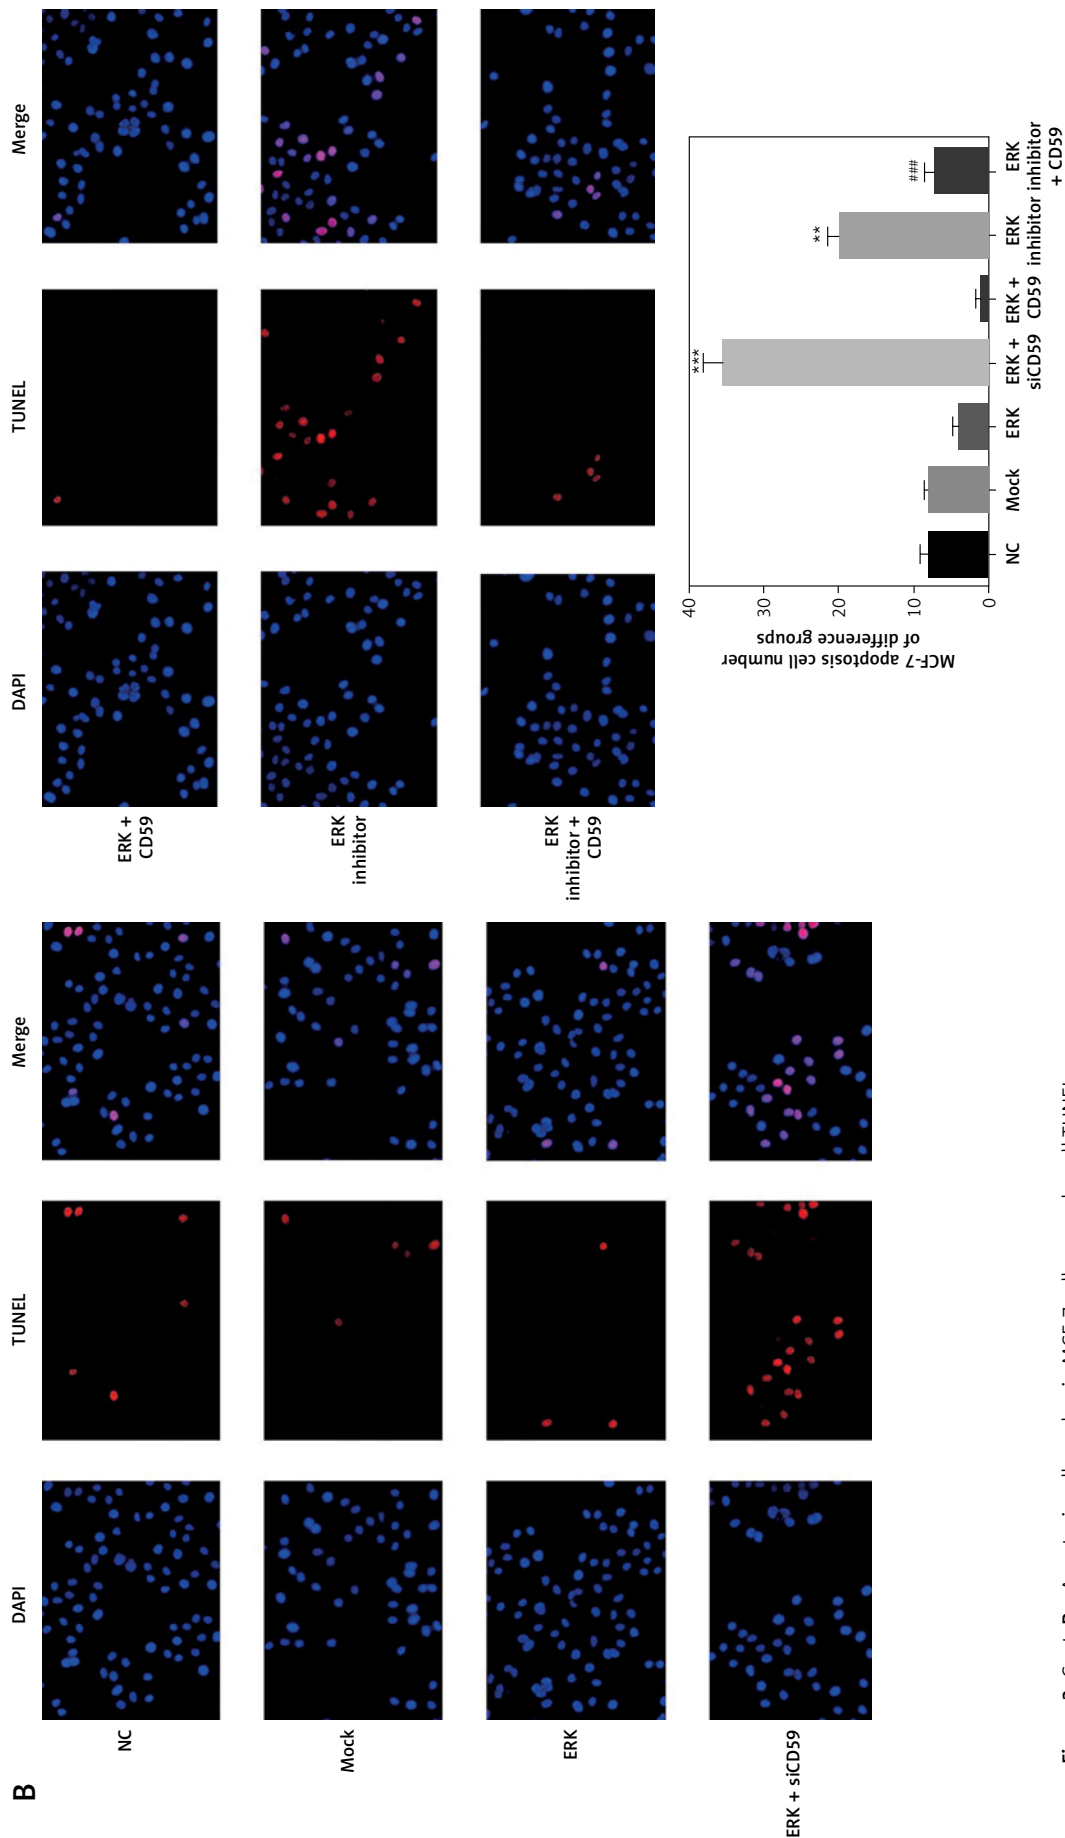 B
DAPI
TUNEL
Merge
NC
Mock
ERK
ERK + siCD59
DAPI
TUNEL
Merge
ERK +
CD59
ERK
inhibitor
ERK
inhibitor +
CD59
MCF-7 apoptosis cell number
of difference groups
40
30
20
10
0
***
**
###
NC
Mock
ERK
ERK +
siCD59
ERK +
CD59
ERK
inhibitor
ERK
inhibitor
+ CD59